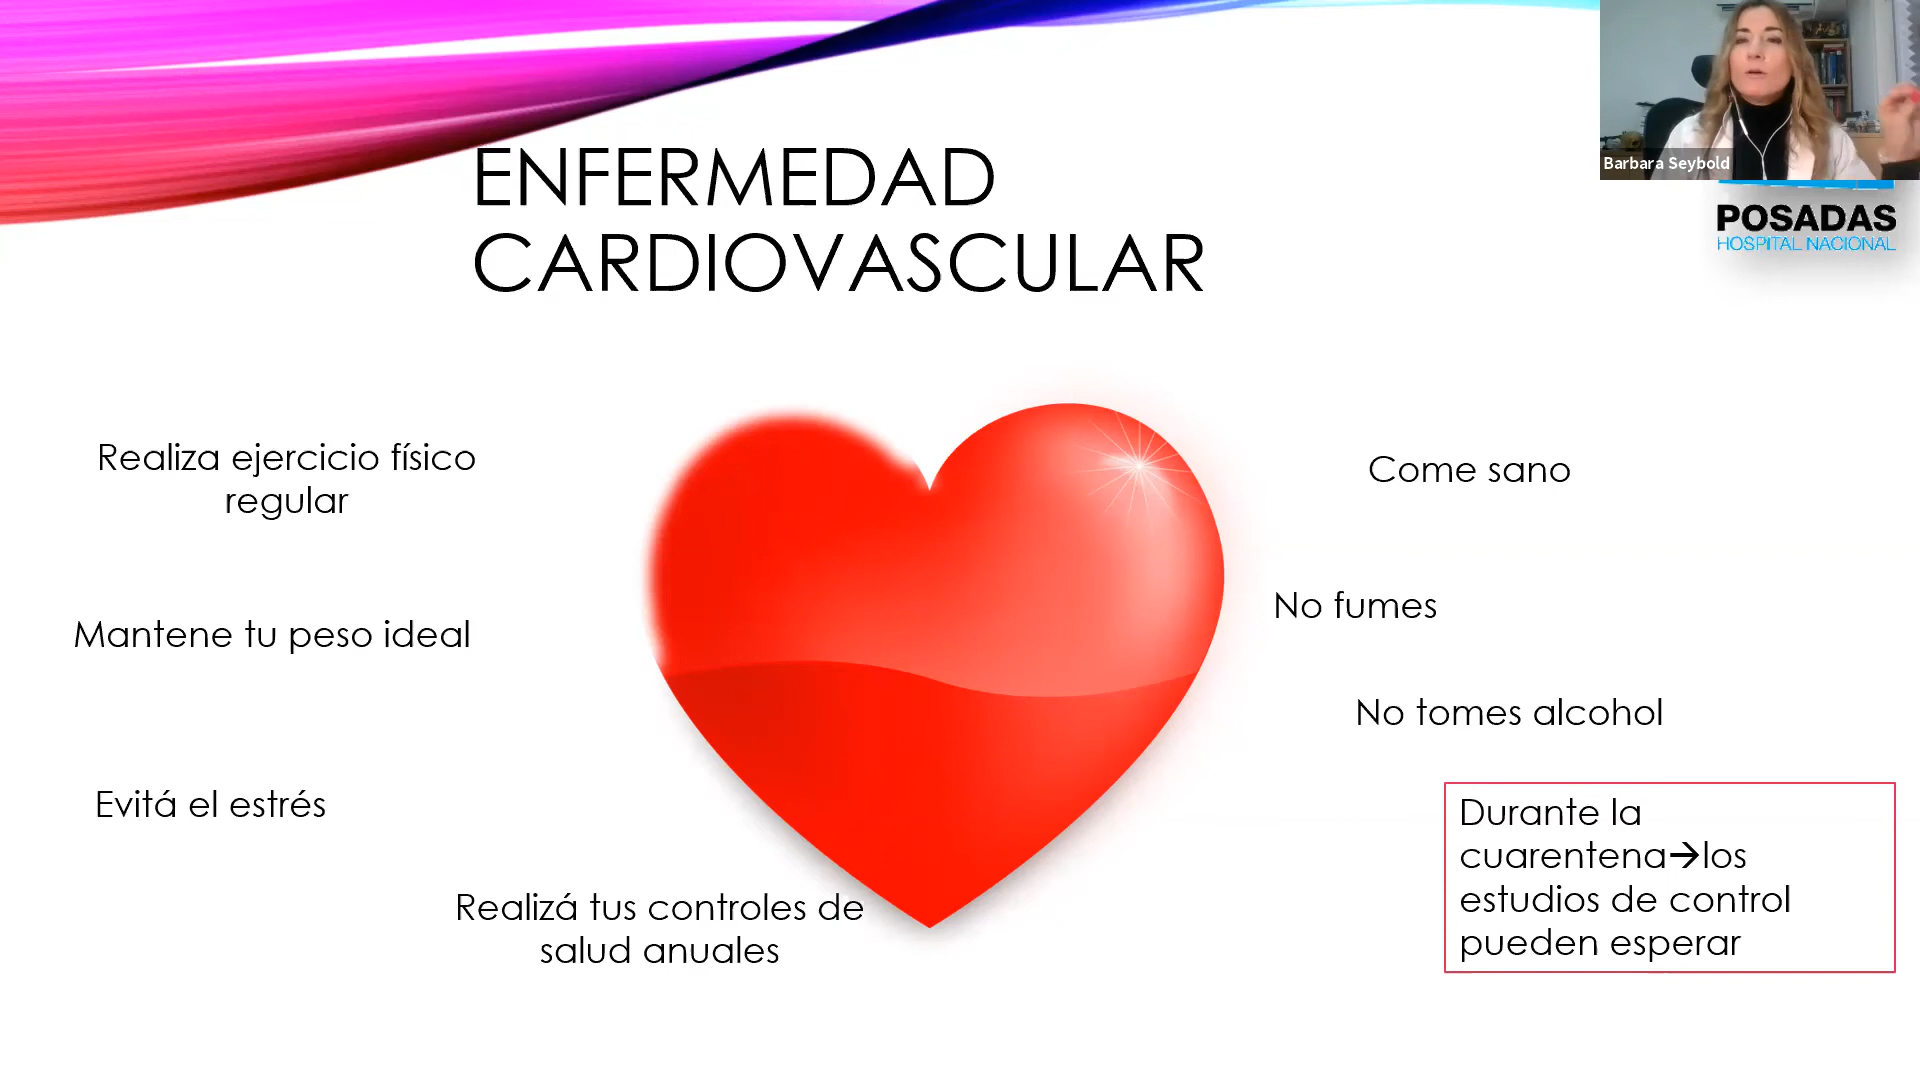 Barbara Seybold
POSADAS
HOSPITAL NACIONAL
ENFERMEDAD
CARDIOVASCULAR
Realiza ejercicio físico
regular
Come sano
No fumes
Mantene tu peso ideal
No tomes alcohol
Evitá el estrés
Durante la
cuarentena→los
estudios de control
pueden esperar
Realizá tus controles de
salud anuales